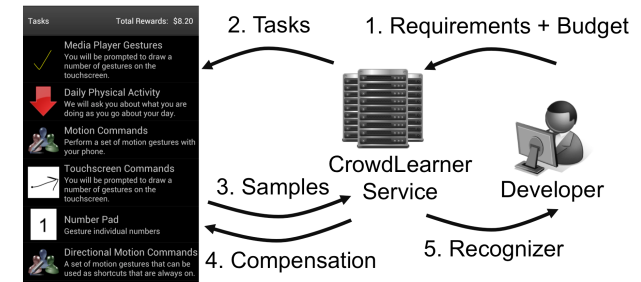 Tasks
Total Rewards: $8.20
Media Player Gestures
You will be prompted to draw a
number of gestures on the
touchscreen.
Daily Physical Activity
We will ask you about what you are
doing as you go about your day.
Motion Commands
Perform a set of motion gestures with
your phone.
Touchscreen Commands
You will be prompted to draw a
number of gestures on the
touchscreen.
1
Number Pad
Gesture individual numbers
Directional Motion Commands
A set of motion gestures that can be
used as shortcuts that are always on.
2. Tasks
1. Requirements + Budget
CrowdLearner
Service
Developer
3. Samples
4. Compensation
5. Recognizer